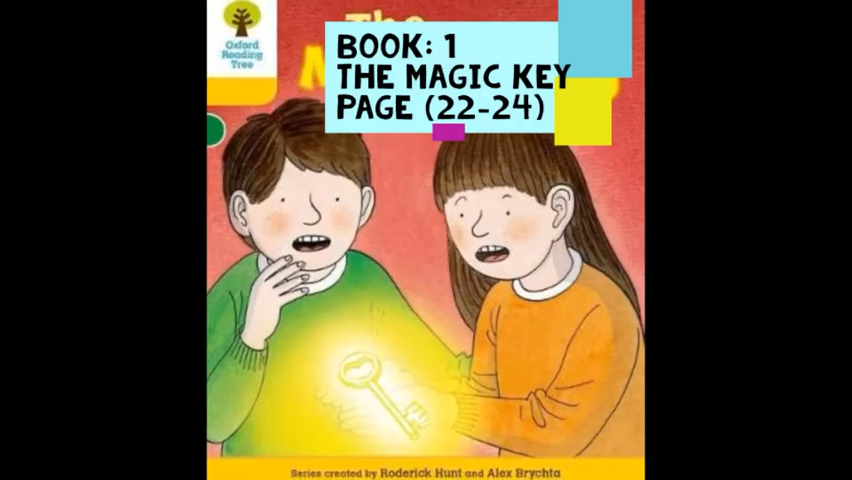 Oxford
Reading
Tree
The
BOOK: 1
THE MAGIC KEY
PAGE (22-24)
Series created by Roderick Hunt and Alex Brychta